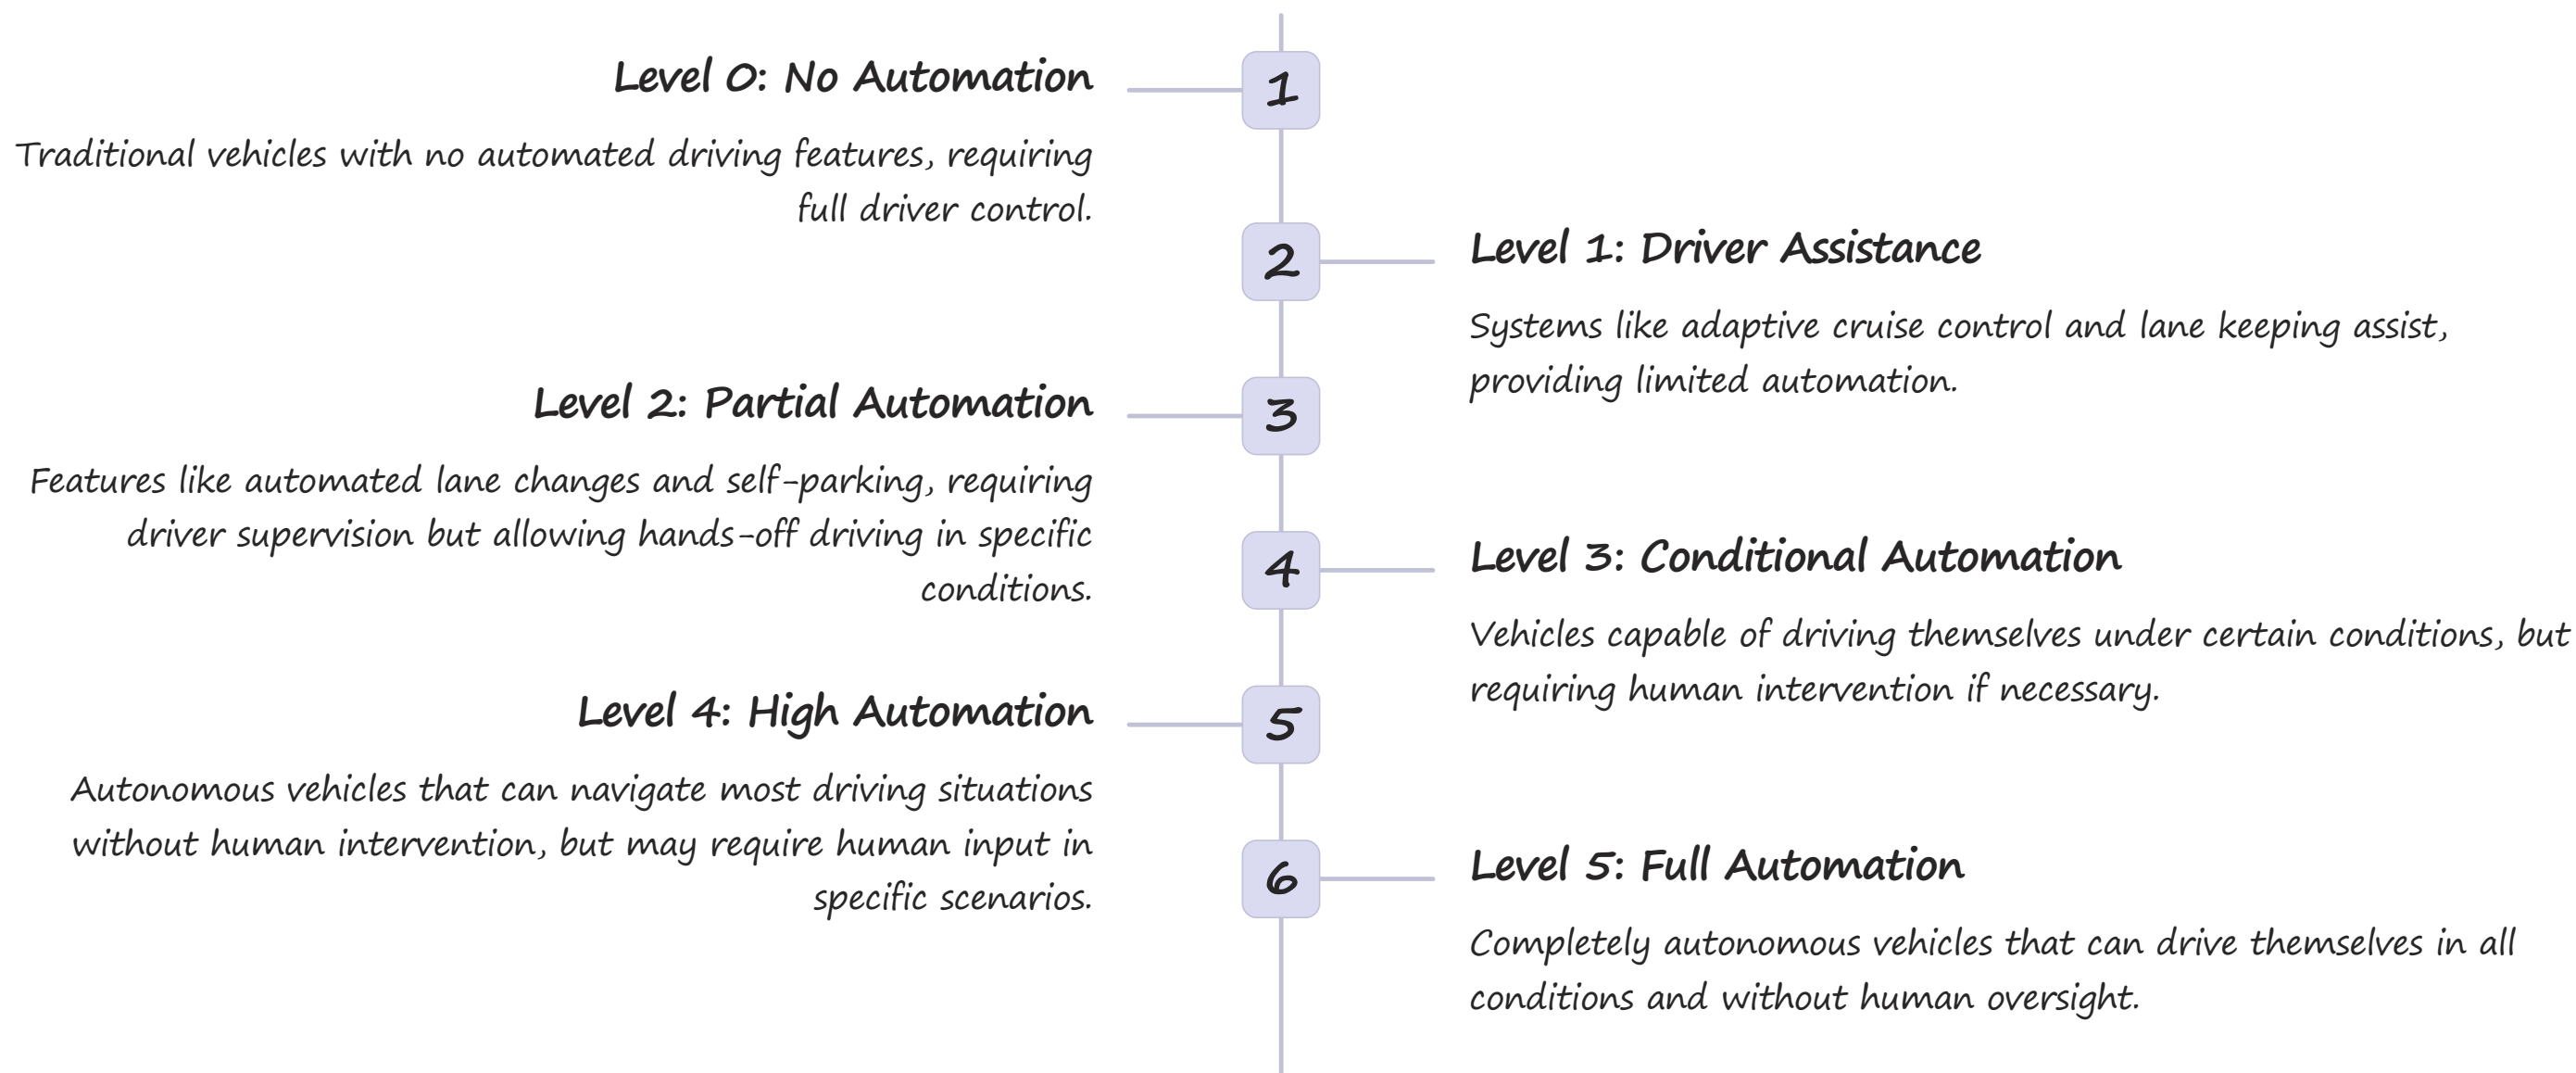 Level 0: No Automation
1
Traditional vehicles with no automated driving features, requiring
full driver control.
2
Level 1: Driver Assistance
Systems like adaptive cruise control and lane keeping assist,
providing limited automation.
Level 2: Partial Automation
3
Features like automated lane changes and self-parking, requiring
driver supervision but allowing hands-off driving in specific
conditions.
4
Level 3: Conditional Automation
Vehicles capable of driving themselves under certain conditions, but
requiring human intervention if necessary.
Level 4: High Automation
5
Autonomous vehicles that can navigate most driving situations
without human intervention, but may require human input in
specific scenarios.
6
Level 5: Full Automation
Completely autonomous vehicles that can drive themselves in all
conditions and without human oversight.